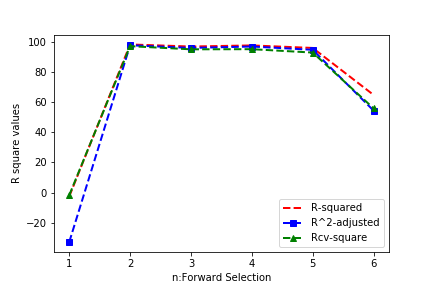 100
80
60
40
20
0
−20
R square values
1 2 3 4 5 6
n:Forward Selection
R-squared
R^2-adjusted
Rcv-square